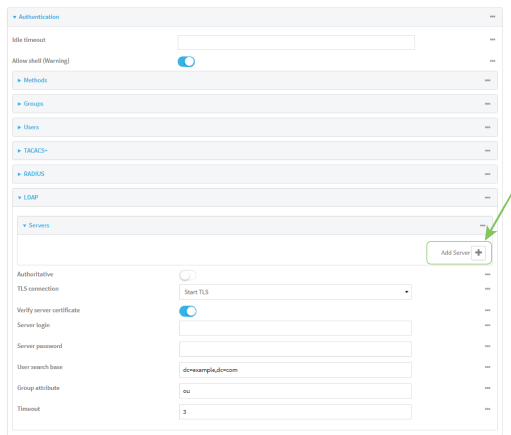 Authentication
Idle timeout
Allow shell (Warning)
Methods
Groups
Users
TACACS+
RADIUS
LDAP
Servers
Add Server
Authoritative
TLS connection
Start TLS
Verify server certificate
Server login
Server password
User search base
dc=example,dc=com
Group attribute
ou
Timeout
3